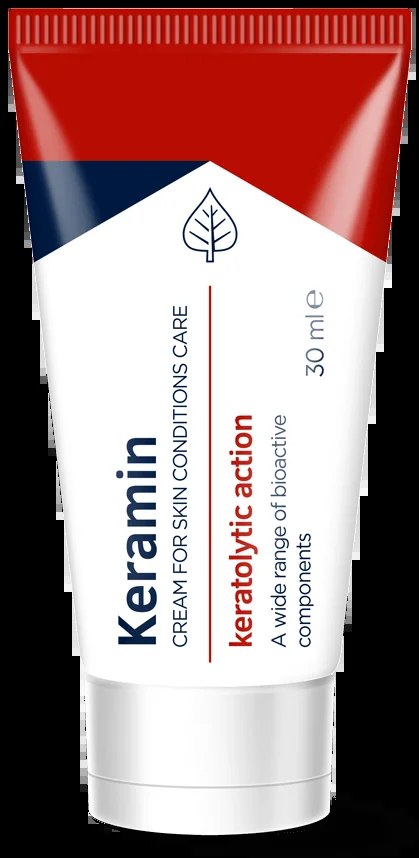 Keramin
CREAM FOR SKIN CONDITIONS CARE
keratolytic action
A wide range of bioactive
components
30 ml ℮